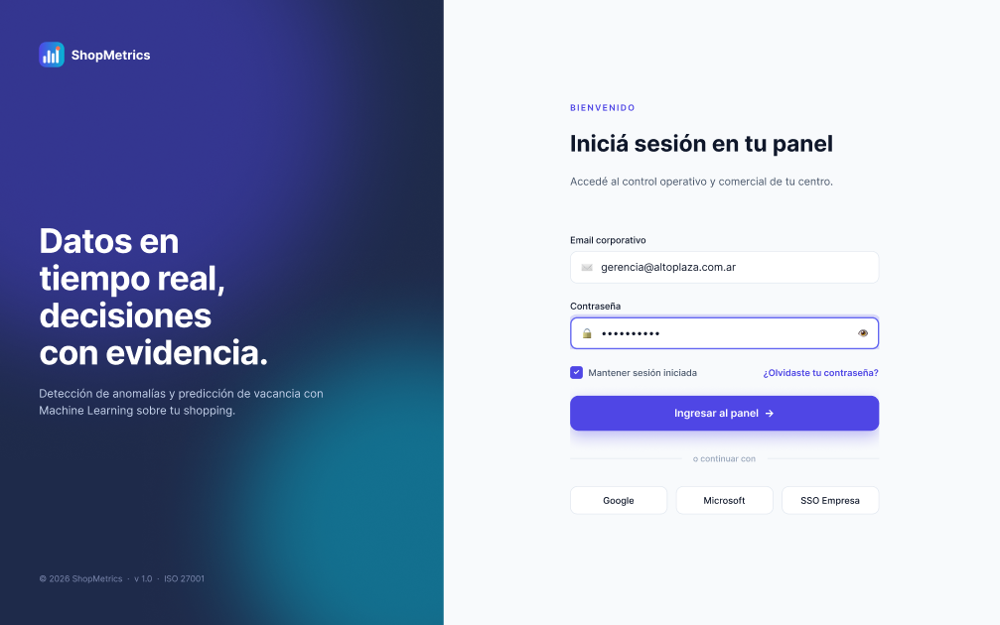 ShopMetrics
Datos en
tiempo real,
decisiones
con evidencia.
Detección de anomalías y predicción de vacancia con
Machine Learning sobre tu shopping.
© 2026 ShopMetrics · v 1.0 · ISO 27001
BIENVENIDO
Iniciá sesión en tu panel
Accedé al control operativo y comercial de tu centro.
Email corporativo
gerencia@altoplaza.com.ar
Contraseña
••••••••••
Mantener sesión iniciada
¿Olvidaste tu contraseña?
Ingresar al panel →
o continuar con
Google
Microsoft
SSO Empresa